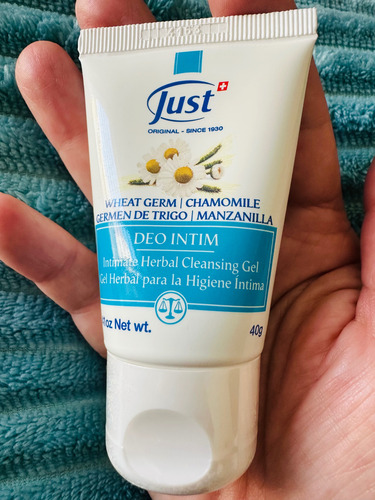 Just
ORIGINAL - SINCE 1930
WHEAT GERM | CHAMOMILE
GERMEN DE TRIGO | MANZANILLA
DEO INTIM
Intimate Herbal Cleansing Gel
Gel Herbal para la Higiene Íntima
oz Net wt. 40g